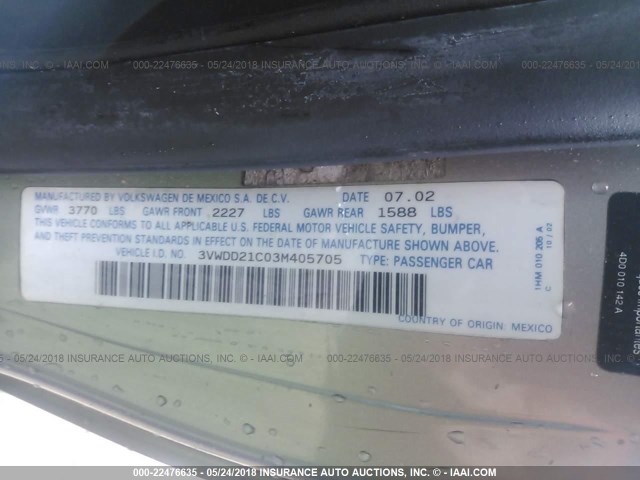 000-22476635 - 05/24/2018 INSURANCE AUTO AUCTIONS, INC. © - IAAI.COM
MANUFACTURED BY VOLKSWAGEN DE MEXICO S.A. DE C.V. DATE 07.02
GVWR 3770 LBS GAWR FRONT 2227 LBS GAWR REAR 1588 LBS
THIS VEHICLE CONFORMS TO ALL APPLICABLE U.S. FEDERAL MOTOR VEHICLE SAFETY, BUMPER,
AND THEFT PREVENTION STANDARDS IN EFFECT ON THE DATE OF MANUFACTURE SHOWN ABOVE.
VEHICLE I.D. NO. 3VWDD21C03M405705 TYPE: PASSENGER CAR
COUNTRY OF ORIGIN: MEXICO
1HM 010 205 A
C 10/02
4D0 010 142 A
000-22476635 - 05/24/2018 INSURANCE AUTO AUCTIONS, INC. © - IAAI.COM
000-22476635 - 05/24/2018 INSURANCE AUTO AUCTIONS, INC. © - IAAI.COM